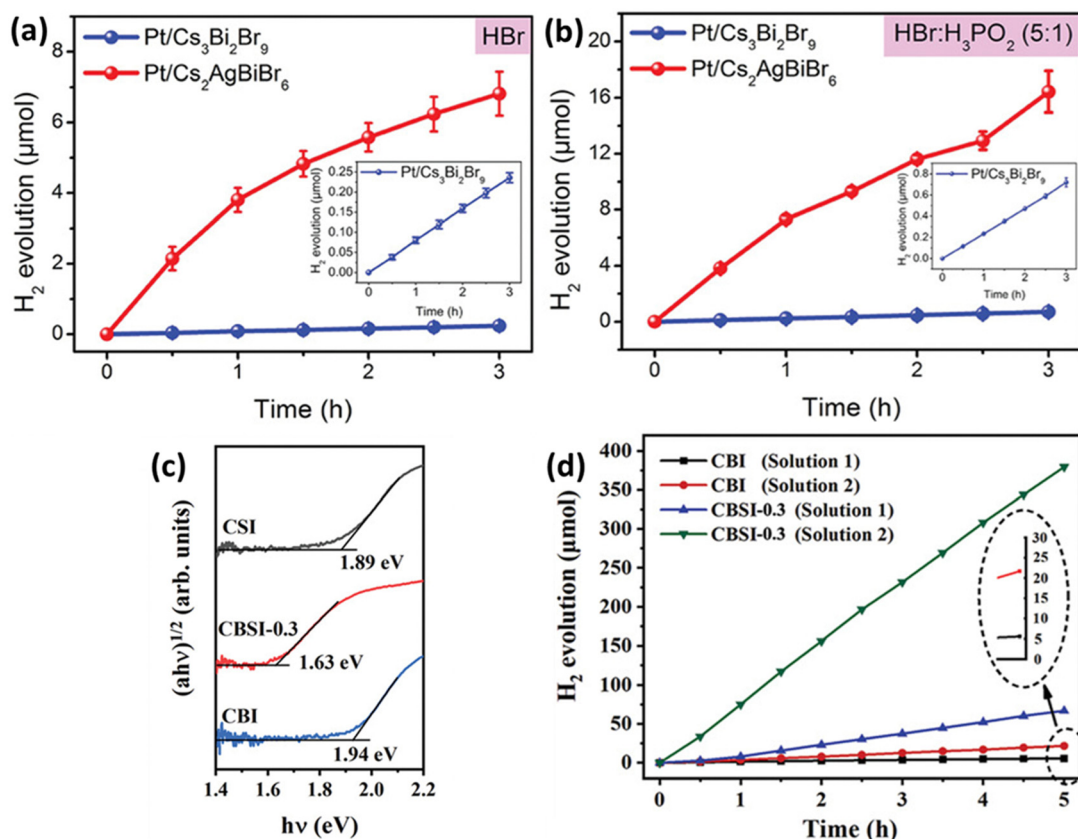 (a)
Pt/Cs3Bi2Br9
Pt/Cs2AgBiBr6
HBr
H2 evolution (μmol)
8
6
4
2
0
0 1 2 3
Time (h)
Pt/Cs3Bi2Br9
H2 evolution (μmol)
0.25
0.20
0.15
0.10
0.05
0.00
0 1 2 3
Time (h)
(b)
Pt/Cs3Bi2Br9
Pt/Cs2AgBiBr6
HBr:H3PO2 (5:1)
H2 evolution (μmol)
20
16
12
8
4
0
0 1 2 3
Time (h)
Pt/Cs3Bi2Br9
H2 evolution (μmol)
0.8
0.6
0.4
0.2
0.0
0 1 2 3
Time (h)
(c)
(ahν)1/2 (arb. units)
CSI
1.89 eV
CBSI-0.3
1.63 eV
CBI
1.94 eV
1.4 1.6 1.8 2.0 2.2
hν (eV)
(d)
CBI (Solution 1)
CBI (Solution 2)
CBSI-0.3 (Solution 1)
CBSI-0.3 (Solution 2)
H2 evolution (μmol)
400
350
300
250
200
150
100
50
0
30
25
20
15
10
5
0
0 1 2 3 4 5
Time (h)